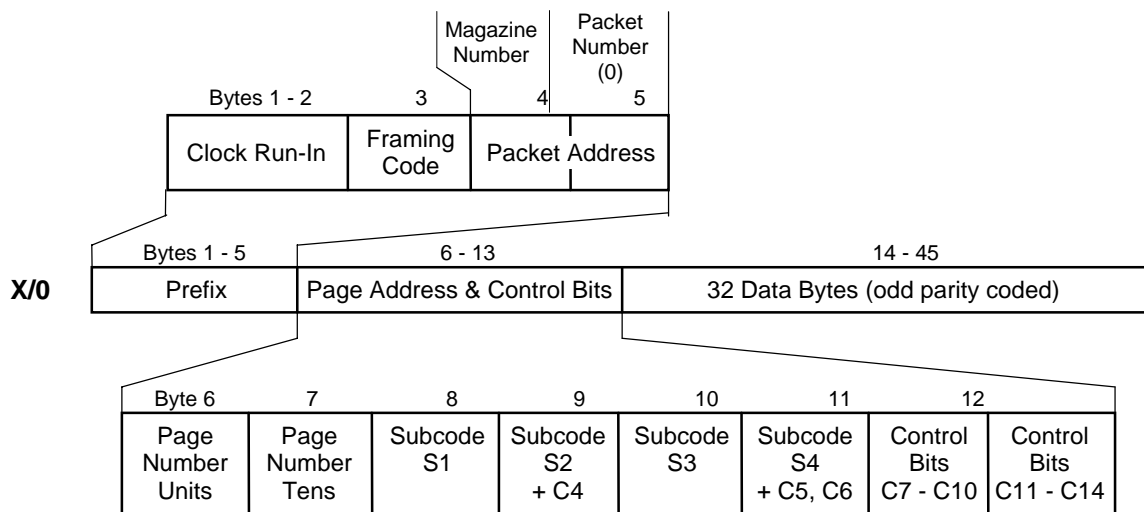 Magazine Number
Packet Number (0)
Bytes 1 - 2
3
4
5
Clock Run-In
Framing Code
Packet Address
Bytes 1 - 5
6 - 13
14 - 45
X/0
Prefix
Page Address & Control Bits
32 Data Bytes (odd parity coded)
Byte 6
7
8
9
10
11
12
Page Number Units
Page Number Tens
Subcode S1
Subcode S2 + C4
Subcode S3
Subcode S4 + C5, C6
Control Bits C7 - C10
Control Bits C11 - C14